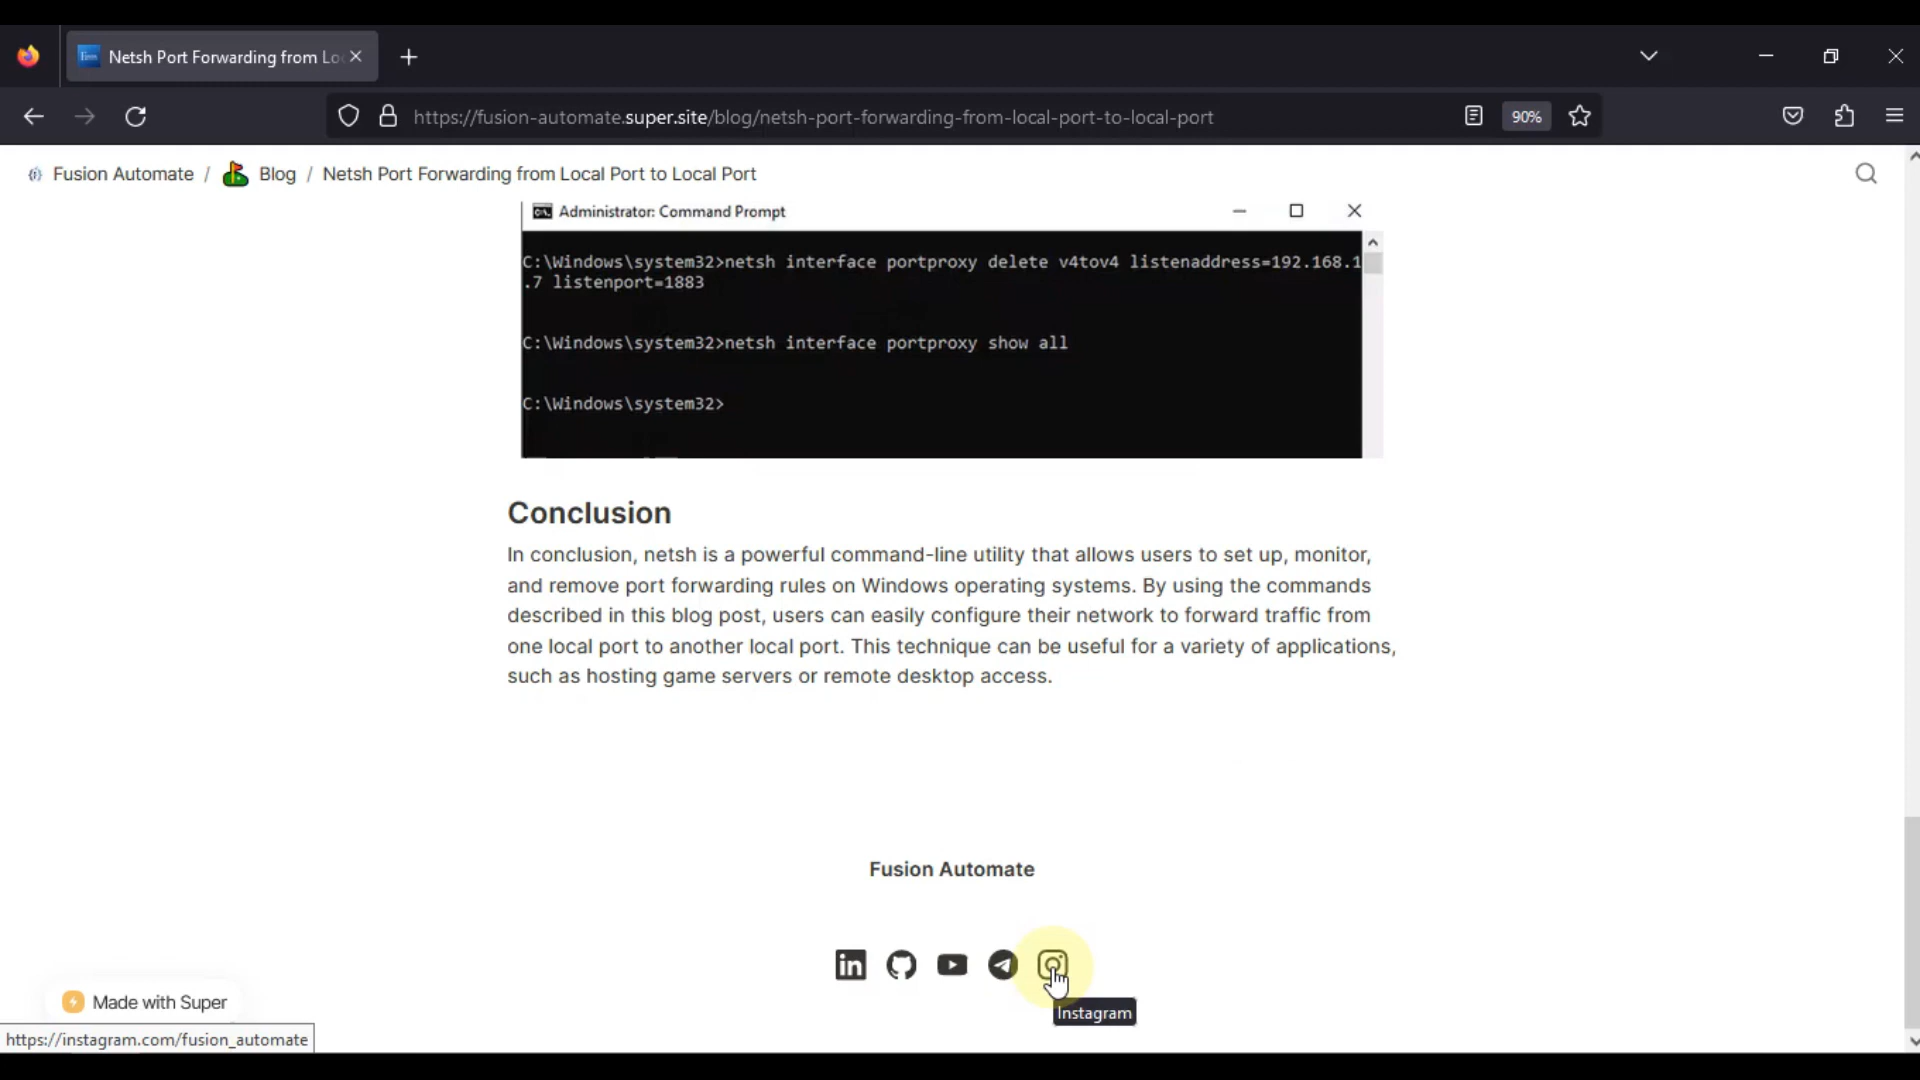 Netsh Port Forwarding from Lo
https://fusion-automate.super.site/blog/netsh-port-forwarding-from-local-port-to-local-port
90%
Fusion Automate / Blog / Netsh Port Forwarding from Local Port to Local Port
Administrator: Command Prompt
C:\Windows\system32>netsh interface portproxy delete v4tov4 listenaddress=192.168.1
.7 listenport=1883
C:\Windows\system32>netsh interface portproxy show all
C:\Windows\system32>
Conclusion
In conclusion, netsh is a powerful command-line utility that allows users to set up, monitor,
and remove port forwarding rules on Windows operating systems. By using the commands
described in this blog post, users can easily configure their network to forward traffic from
one local port to another local port. This technique can be useful for a variety of applications,
such as hosting game servers or remote desktop access.
Fusion Automate
Instagram
Made with Super
https://instagram.com/fusion_automate